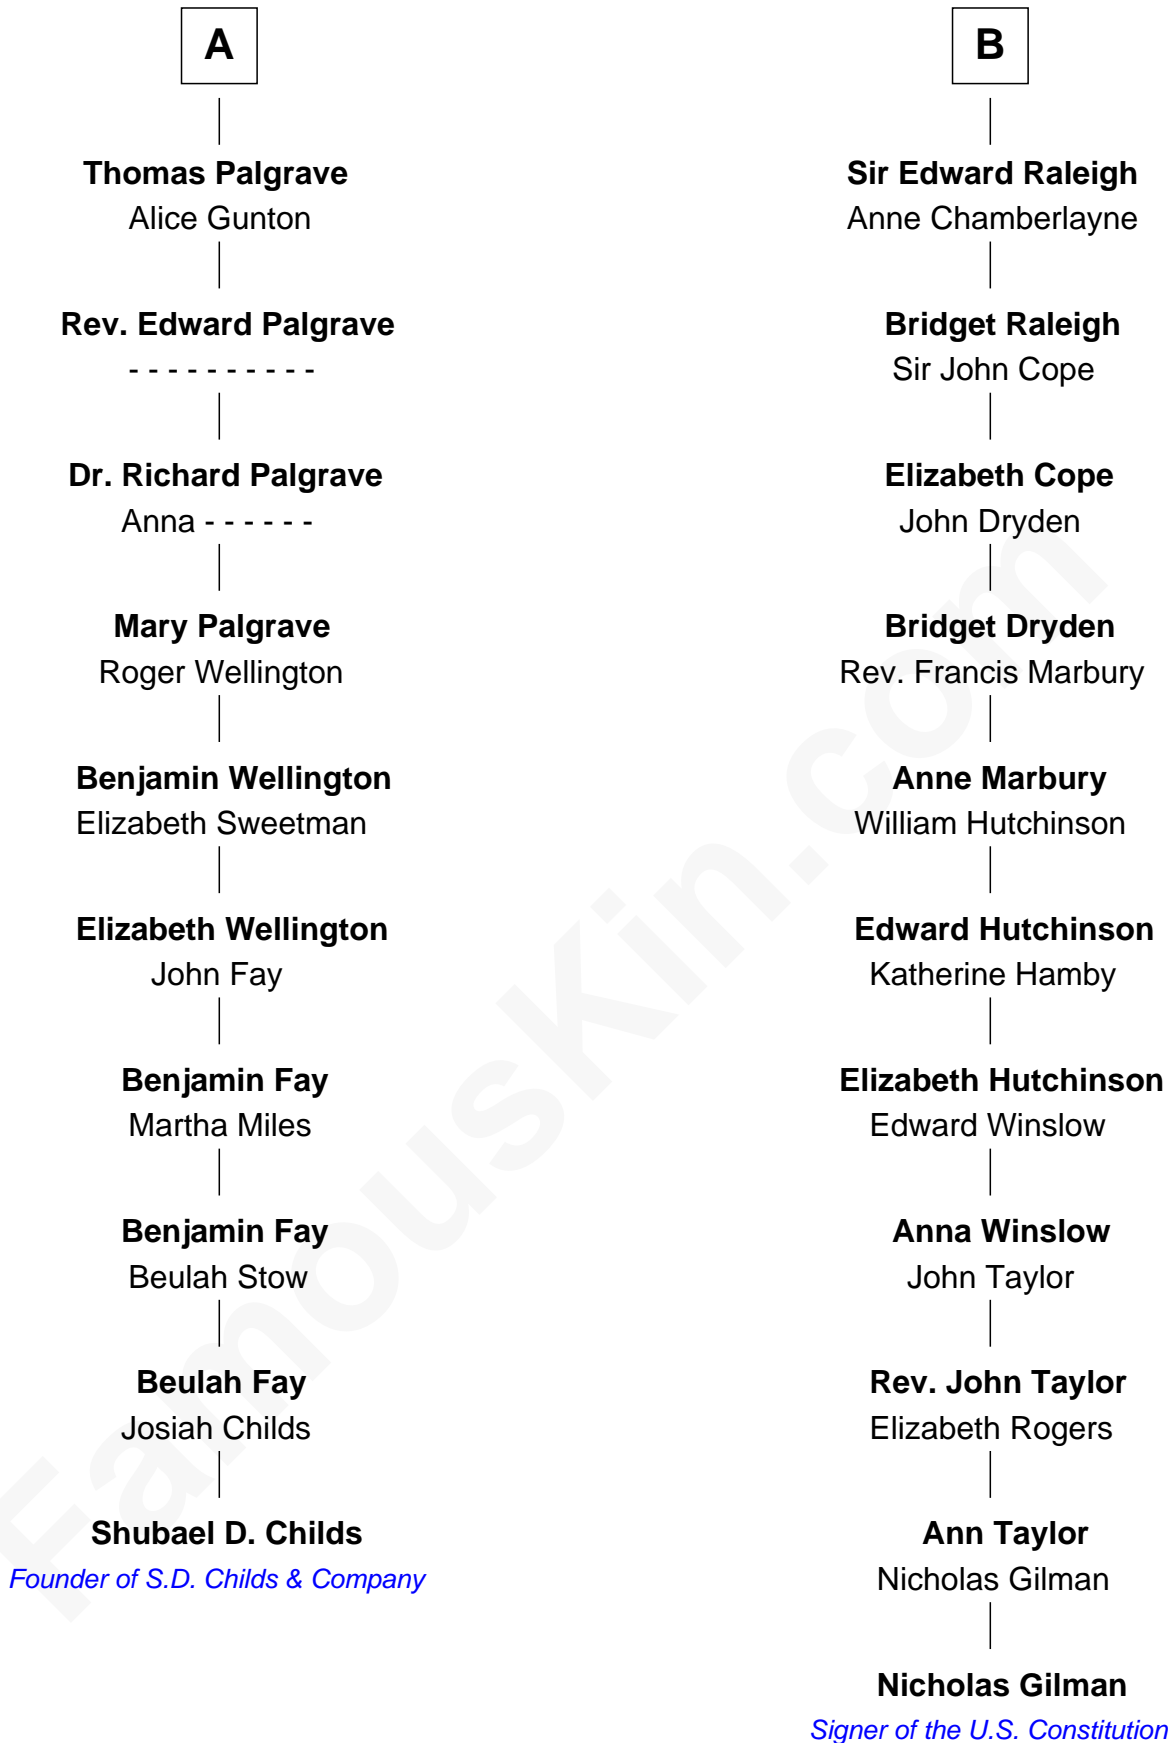 A
Thomas Palgrave
Alice Gunton
Rev. Edward Palgrave
- - - - - - - - - -
Dr. Richard Palgrave
Anna - - - - - -
Mary Palgrave
Roger Wellington
Benjamin Wellington
Elizabeth Sweetman
Elizabeth Wellington
John Fay
Benjamin Fay
Martha Miles
Benjamin Fay
Beulah Stow
Beulah Fay
Josiah Childs
Shubael D. Childs
Founder of S.D. Childs & Company
B
Sir Edward Raleigh
Anne Chamberlayne
Bridget Raleigh
Sir John Cope
Elizabeth Cope
John Dryden
Bridget Dryden
Rev. Francis Marbury
Anne Marbury
William Hutchinson
Edward Hutchinson
Katherine Hamby
Elizabeth Hutchinson
Edward Winslow
Anna Winslow
John Taylor
Rev. John Taylor
Elizabeth Rogers
Ann Taylor
Nicholas Gilman
Nicholas Gilman
Signer of the U.S. Constitution
FamousKin.com